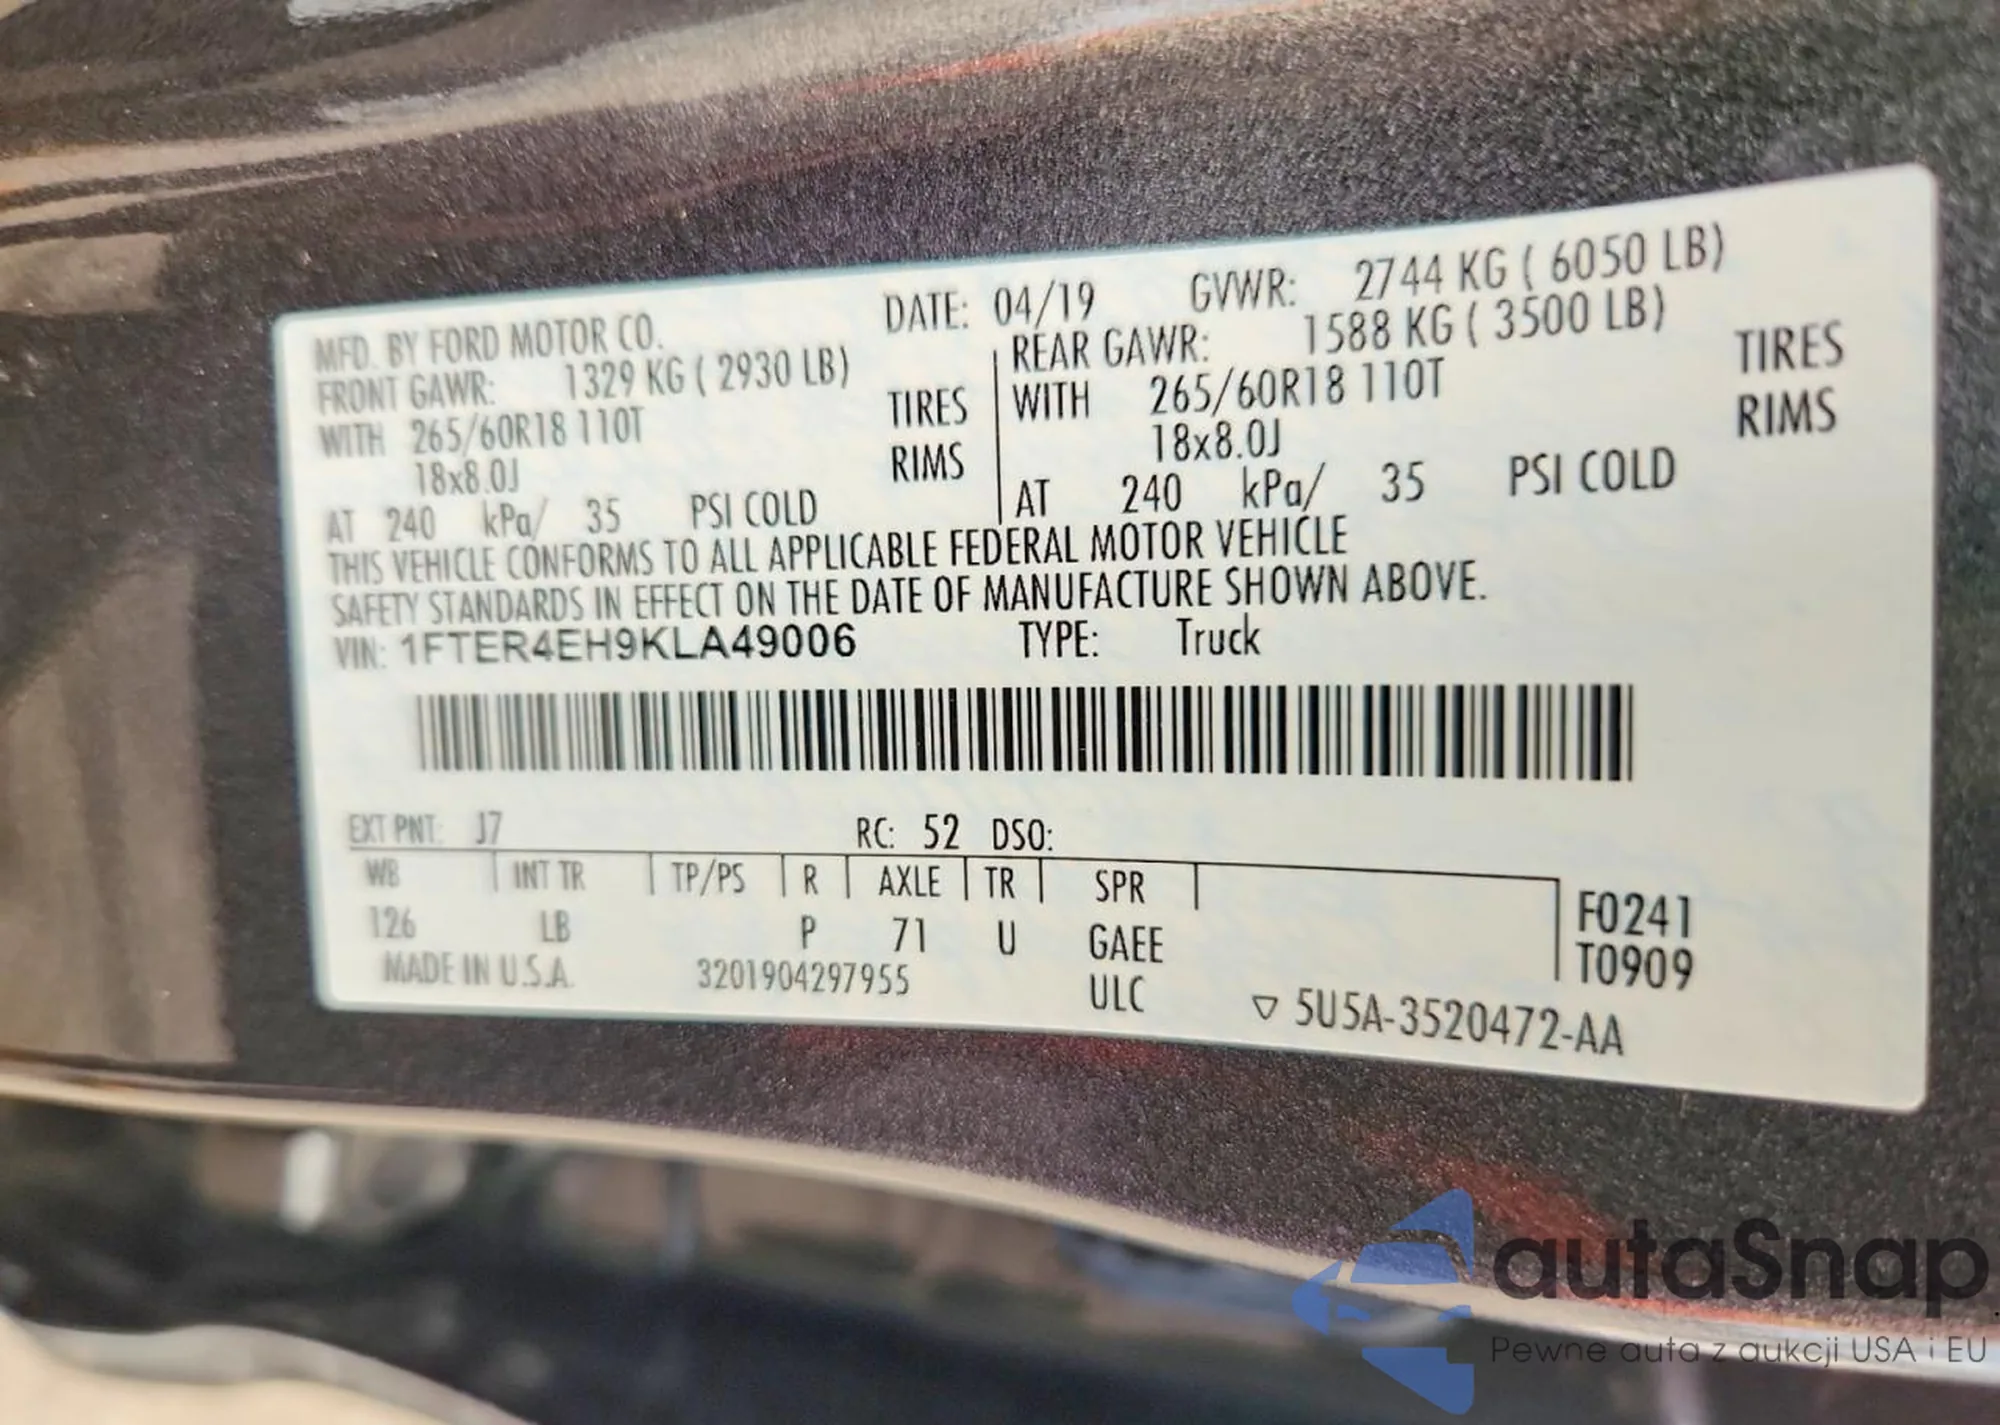 MFD. BY FORD MOTOR CO. DATE: 04/19 GVWR: 2744 KG ( 6050 LB)
FRONT GAWR: 1329 KG ( 2930 LB) REAR GAWR: 1588 KG ( 3500 LB)
WITH 265/60R18 110T TIRES WITH 265/60R18 110T TIRES
18x8.0J RIMS 18x8.0J RIMS
AT 240 kPa/ 35 PSI COLD AT 240 kPa/ 35 PSI COLD
THIS VEHICLE CONFORMS TO ALL APPLICABLE FEDERAL MOTOR VEHICLE
SAFETY STANDARDS IN EFFECT ON THE DATE OF MANUFACTURE SHOWN ABOVE.
VIN: 1FTER4EH9KLA49006 TYPE: Truck
EXT PNT: J7 RC: 52 DSO:
WB INT TR TP/PS R AXLE TR SPR
126 LB P 71 U GAEE
F0241
T0909
MADE IN U.S.A. 3201904297955 ULC ▽ 5U5A-3520472-AA
autaSnap
Pewne auta z aukcji USA i EU